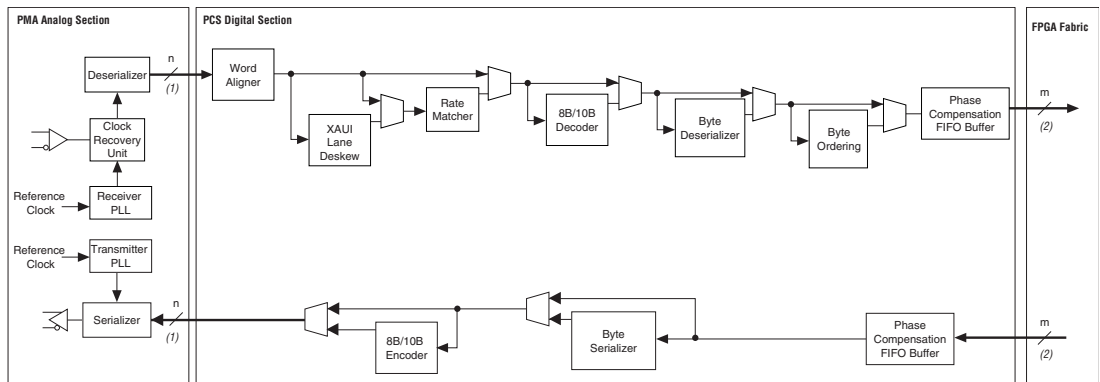 PMA Analog Section
PCS Digital Section
FPGA Fabric
Deserializer
n
(1)
Word
Aligner
Clock
Recovery
Unit
XAUI
Lane
Deskew
Rate
Matcher
8B/10B
Decoder
Byte
Deserializer
Byte
Ordering
Phase
Compensation
FIFO Buffer
m
(2)
Reference
Clock
Receiver
PLL
Reference
Clock
Transmitter
PLL
Serializer
n
(1)
8B/10B
Encoder
Byte
Serializer
Phase
Compensation
FIFO Buffer
m
(2)